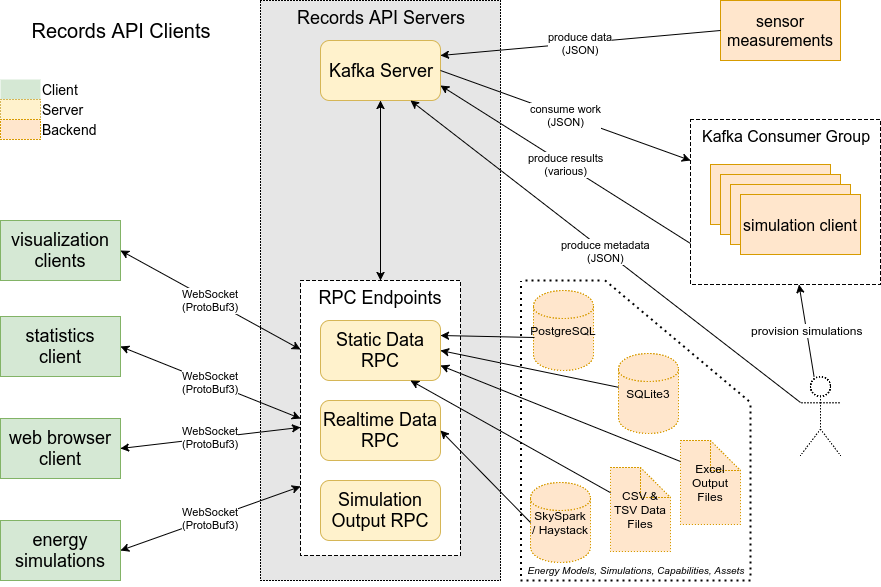 Records API Clients
Client
Server
Backend
visualization
clients
statistics
client
web browser
client
energy
simulations
WebSocket
(ProtoBuf3)
WebSocket
(ProtoBuf3)
WebSocket
(ProtoBuf3)
WebSocket
(ProtoBuf3)
Records API Servers
Kafka Server
RPC Endpoints
Static Data
RPC
Realtime Data
RPC
Simulation
Output RPC
produce data
(JSON)
consume work
(JSON)
produce results
(various)
produce metadata
(JSON)
sensor
measurements
Kafka Consumer Group
simulation client
provision simulations
PostgreSQL
SQLite3
Excel
Output
Files
CSV &
TSV Data
Files
SkySpark
/ Haystack
Energy Models, Simulations, Capabilities, Assets